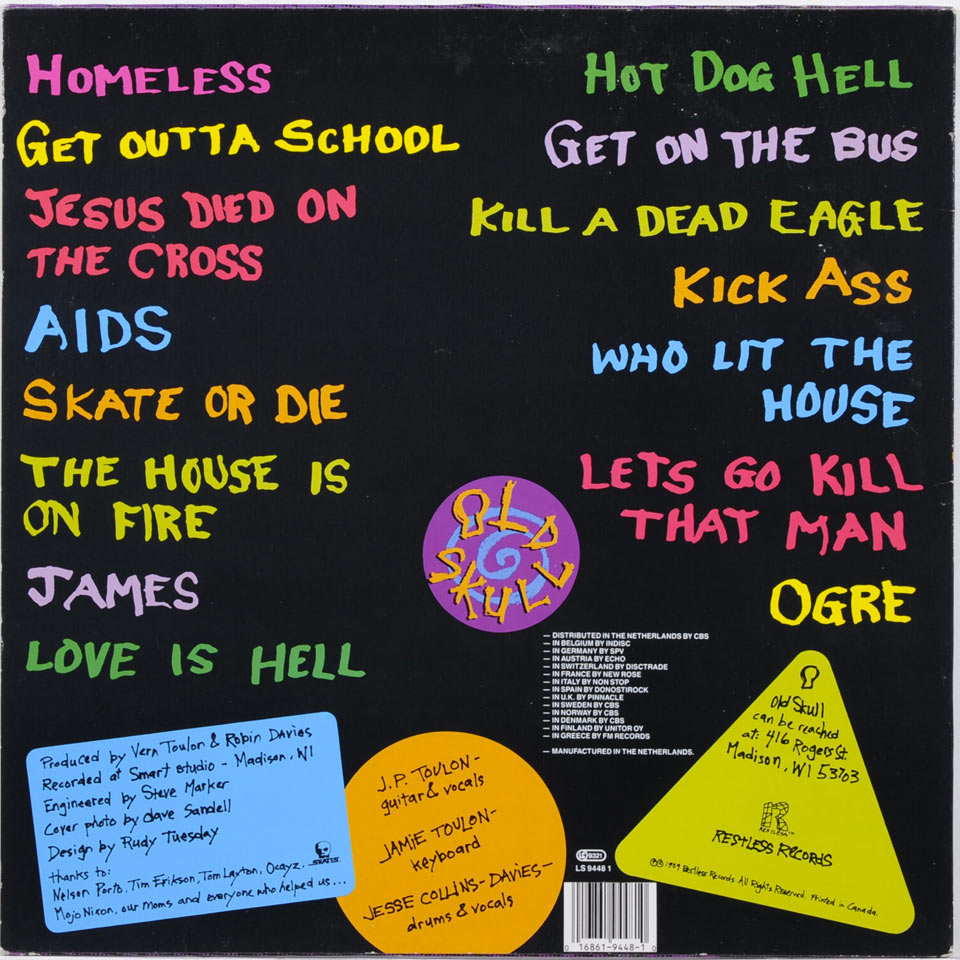 HOMELESS
GET OUTTA SCHOOL
JESUS DIED ON
THE CROSS
AIDS
SKATE OR DIE
THE HOUSE IS
ON FIRE
JAMES
LOVE IS HELL
HOT DOG HELL
GET ON THE BUS
KILL A DEAD EAGLE
KICK ASS
WHO LIT THE
HOUSE
LETS GO KILL
THAT MAN
OGRE
OLD
SKULL
— DISTRIBUTED IN THE NETHERLANDS BY CBS
— IN BELGIUM BY INDISC
— IN GERMANY BY SPV
— IN AUSTRIA BY ECHO
— IN SWITZERLAND BY DISCTRADE
— IN FRANCE BY NEW ROSE
— IN ITALY BY NON STOP
— IN SPAIN BY DONOSTIROCK
— IN U.K. BY PINNACLE
— IN SWEDEN BY CBS
— IN NORWAY BY CBS
— IN DENMARK BY CBS
— IN FINLAND BY UNITOR OY
— IN GREECE BY FM RECORDS
— MANUFACTURED IN THE NETHERLANDS.
Produced by Vern Toulon & Robin Davies
Recorded at Smart Studio - Madison, WI
Engineered by Steve Marker
Cover photo by dave Sandell
Design by Rudy Tuesday
thanks to:
Nelson Porto, Tim Erikson, Tom Layton, Ocayz,
Mojo Nixon, our moms and everyone who helped us...
J.P. TOULON-
guitar & vocals
JAMIE TOULON-
keyboard
JESSE COLLINS-DAVIES-
drums & vocals
LC 9321
LS 9448 1
0 16861-9448-1 0
Old Skull
can be reached
at: 416 Rogers St.
Madison, WI 53703
R
RESTLESS™
RESTLESS RECORDS
©℗ 1989 Restless Records. All Rights Reserved. Printed in Canada.